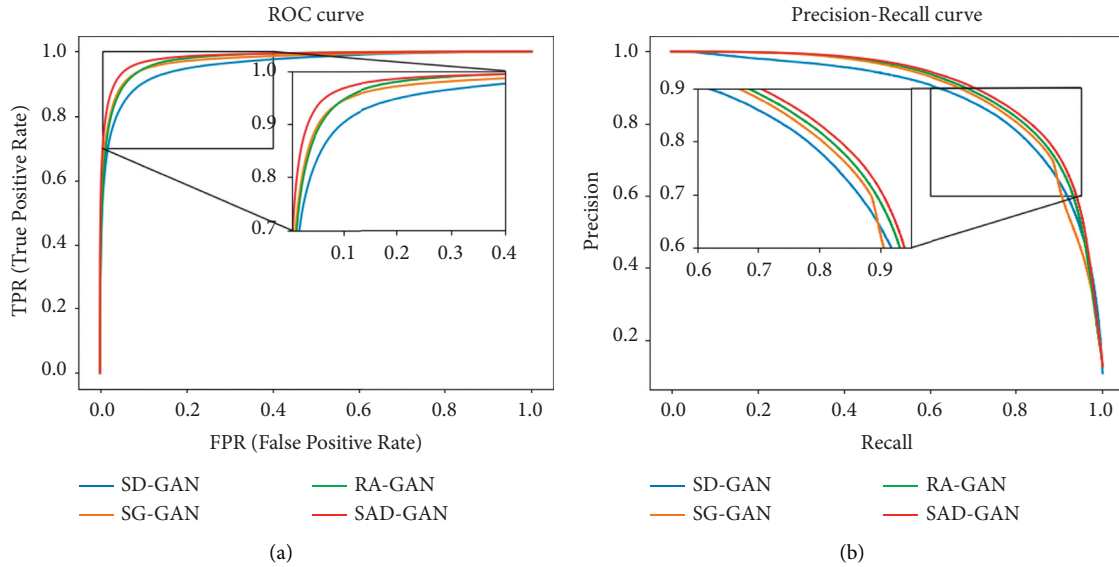 ROC curve
1.0
0.8
0.6
0.4
0.2
0.0
TPR (True Positive Rate)
1.0
0.9
0.8
0.7
0.1 0.2 0.3 0.4
0.0 0.2 0.4 0.6 0.8 1.0
FPR (False Positive Rate)
SD-GAN RA-GAN
SG-GAN SAD-GAN
(a)
Precision-Recall curve
1.0
0.8
0.6
0.4
0.2
Precision
0.9
0.8
0.7
0.6
0.6 0.7 0.8 0.9
0.0 0.2 0.4 0.6 0.8 1.0
Recall
SD-GAN RA-GAN
SG-GAN SAD-GAN
(b)